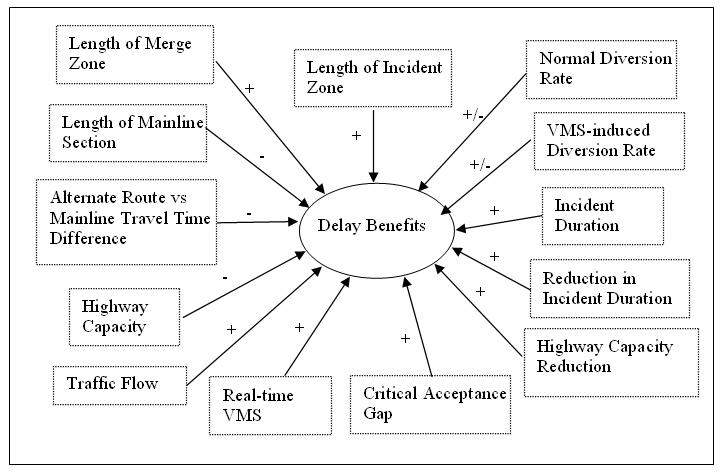 Length of Merge
Zone
+
Length of Incident
Zone
+
Normal Diversion
Rate
+/-
Length of Mainline
Section
-
VMS-induced
Diversion Rate
+/-
Alternate Route vs
Mainline Travel Time
Difference
-
Delay Benefits
Incident
Duration
+
Reduction in
Incident Duration
+
Highway
Capacity
-
Highway Capacity
Reduction
+
Traffic Flow
+
Real-time
VMS
+
Critical Acceptance
Gap
+